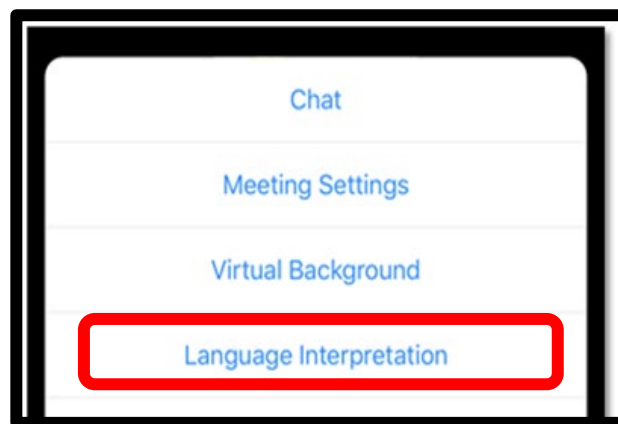 Chat
Meeting Settings
Virtual Background
Language Interpretation